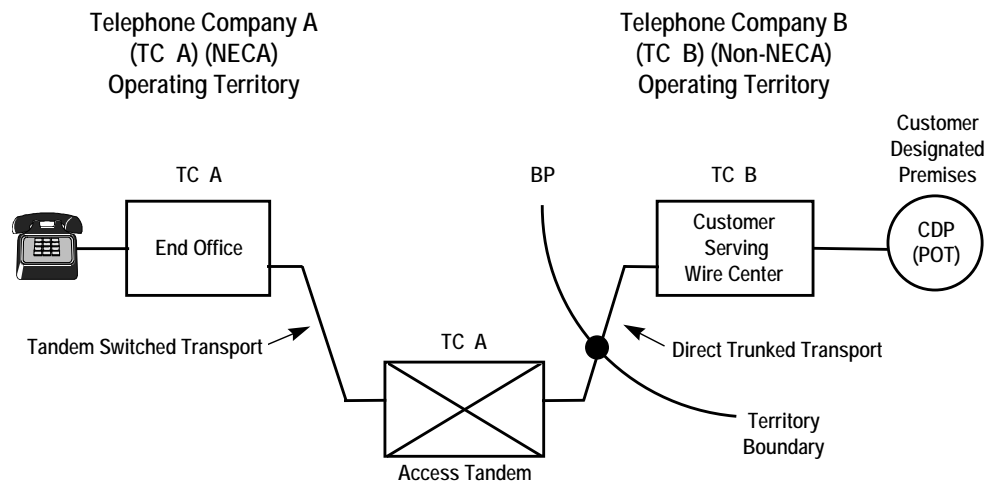 Telephone Company A
(TC A) (NECA)
Operating Territory
Telephone Company B
(TC B) (Non-NECA)
Operating Territory
Customer
Designated
Premises
TC A
BP
TC B
End Office
Customer
Serving
Wire Center
CDP
(POT)
Tandem Switched Transport
TC A
Direct Trunked Transport
Territory
Boundary
Access Tandem